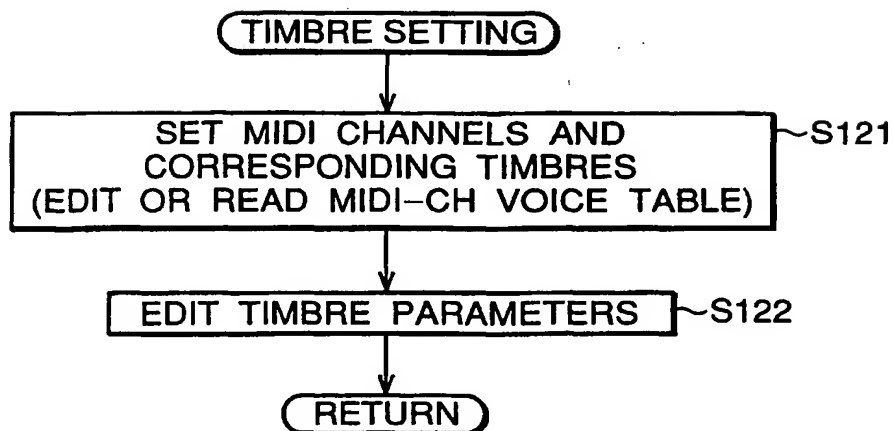 TIMBRE SETTING
SET MIDI CHANNELS AND
CORRESPONDING TIMBRES
(EDIT OR READ MIDI-CH VOICE TABLE)
~S121
EDIT TIMBRE PARAMETERS
~S122
RETURN